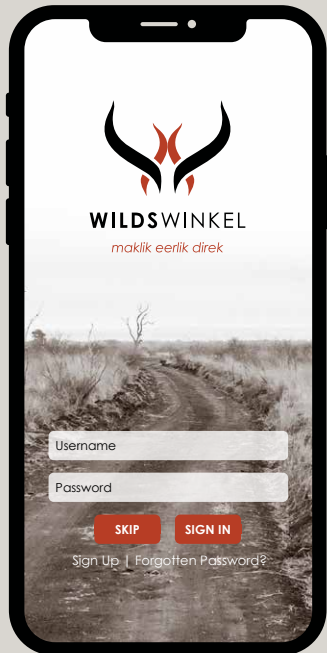 WILDSWINKEL
maklik eerlik direk
Username
Password
SKIP SIGN IN
Sign Up | Forgotten Password?